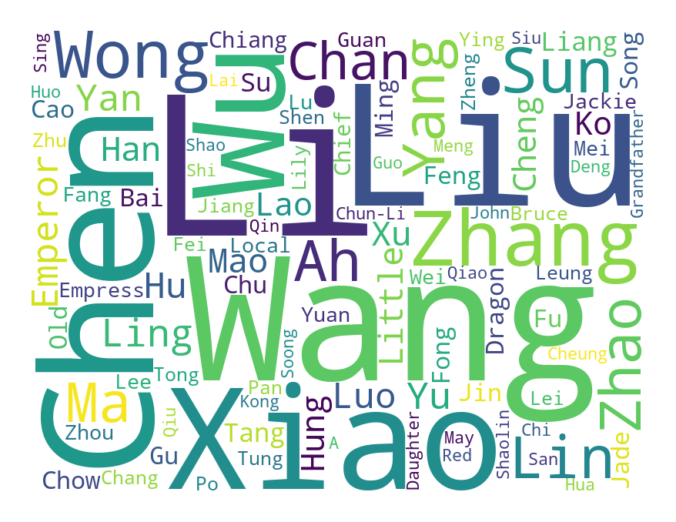 Sing
Wong
Chiang
Guan
Ying
Siu
Liang
Song
Chan
Su
Lai
Sun
Huo
Cao
Yan
Wu
Li
Liu
Lu
Shen
Ming
Chief
Yang
Zheng
Cheng
Jackie
Ko
Mei
Deng
Grandfather
Zhu
Han
Shao
Shi
Lily
Guo
Meng
Feng
Fang
Bai
Jiang
Lao
Qin
Chun-Li
John
Bruce
Emperor
Chen
Fei
Local
Xu
Zhang
Empress
Hu
Mao
Chu
Ah
Little
Wei
Qiao
Dragon
Leung
Old
Ling
Wang
Yuan
Soong
Fong
Fu
Cheung
Zhao
Lee
Tong
Pan
Kong
Ma
Xiao
Luo
Yu
Jin
Lei
Zhou
Qiu
Tang
A
Hung
Daughter
May
Red
Shaolin
Chi
San
Lin
Jade
Gu
Tung
Chow
Chang
Po
Hua